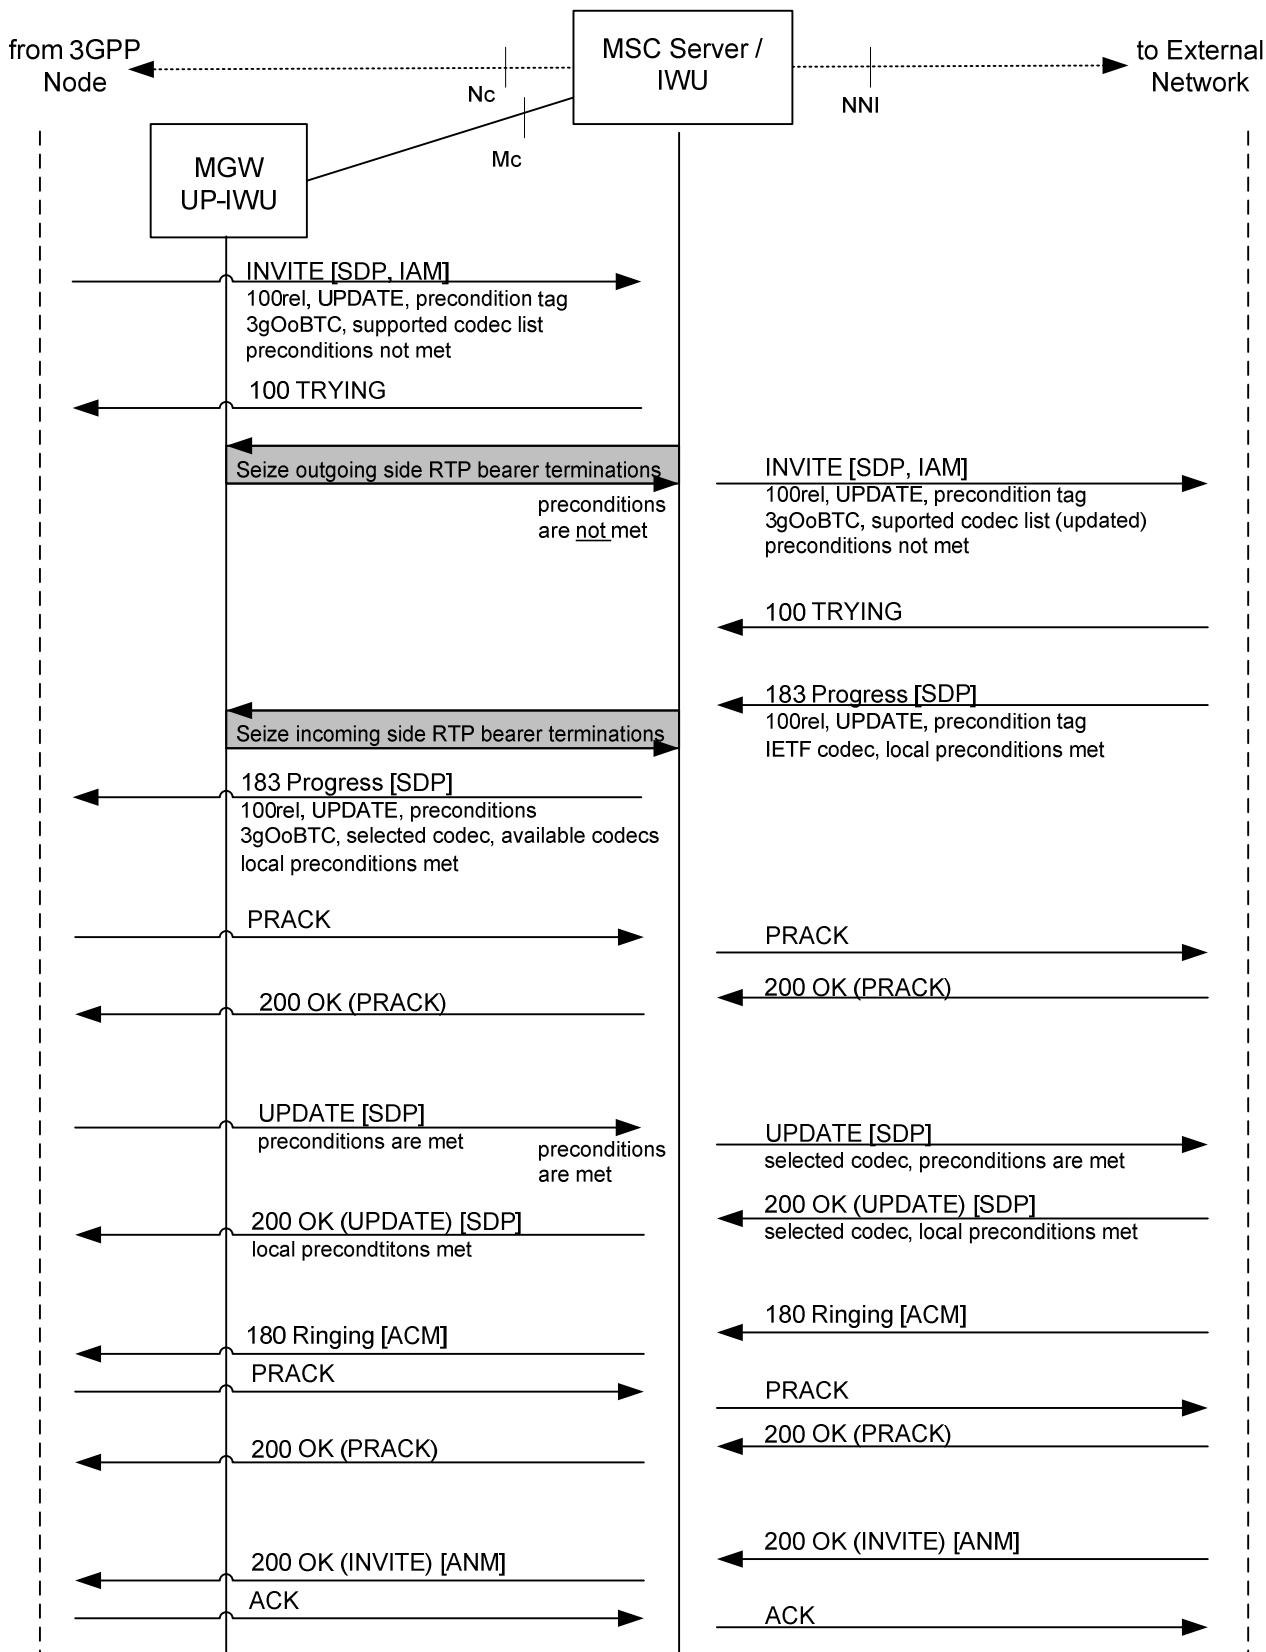 from 3GPP
Node
MSC Server /
IWU
to External
Network
Nc
NNI
Mc
MGW
UP-IWU
INVITE [SDP, IAM]
100rel, UPDATE, precondition tag
3gOoBTC, supported codec list
preconditions not met
100 TRYING
Seize outgoing side RTP bearer terminations
preconditions
are not met
INVITE [SDP, IAM]
100rel, UPDATE, precondition tag
3gOoBTC, suported codec list (updated)
preconditions not met
100 TRYING
183 Progress [SDP]
100rel, UPDATE, precondition tag
IETF codec, local preconditions met
Seize incoming side RTP bearer terminations
183 Progress [SDP]
100rel, UPDATE, preconditions
3gOoBTC, selected codec, available codecs
local preconditions met
PRACK
PRACK
200 OK (PRACK)
200 OK (PRACK)
UPDATE [SDP]
preconditions are met
preconditions
are met
UPDATE [SDP]
selected codec, preconditions are met
200 OK (UPDATE) [SDP]
selected codec, local preconditions met
200 OK (UPDATE) [SDP]
local precondtitons met
180 Ringing [ACM]
180 Ringing [ACM]
PRACK
PRACK
200 OK (PRACK)
200 OK (PRACK)
200 OK (INVITE) [ANM]
200 OK (INVITE) [ANM]
ACK
ACK